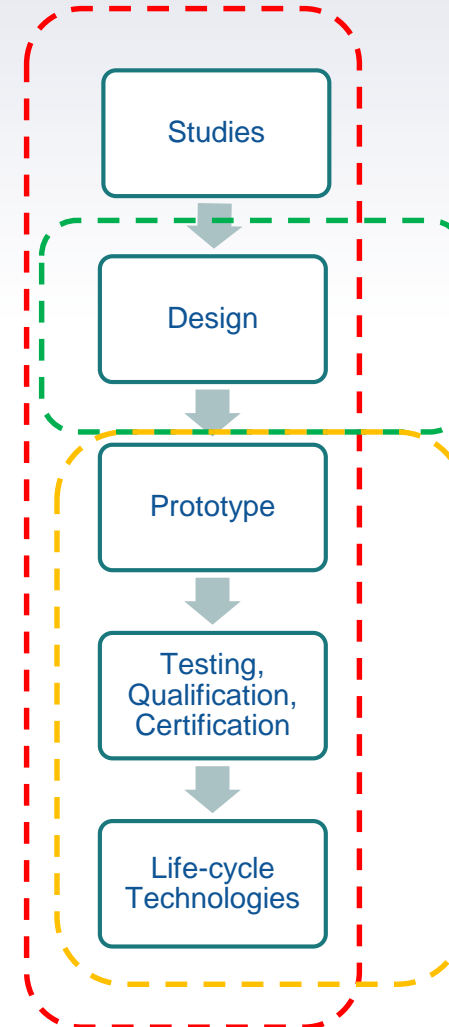 Studies
Design
Prototype
Testing,
Qualification,
Certification
Life-cycle
Technologies